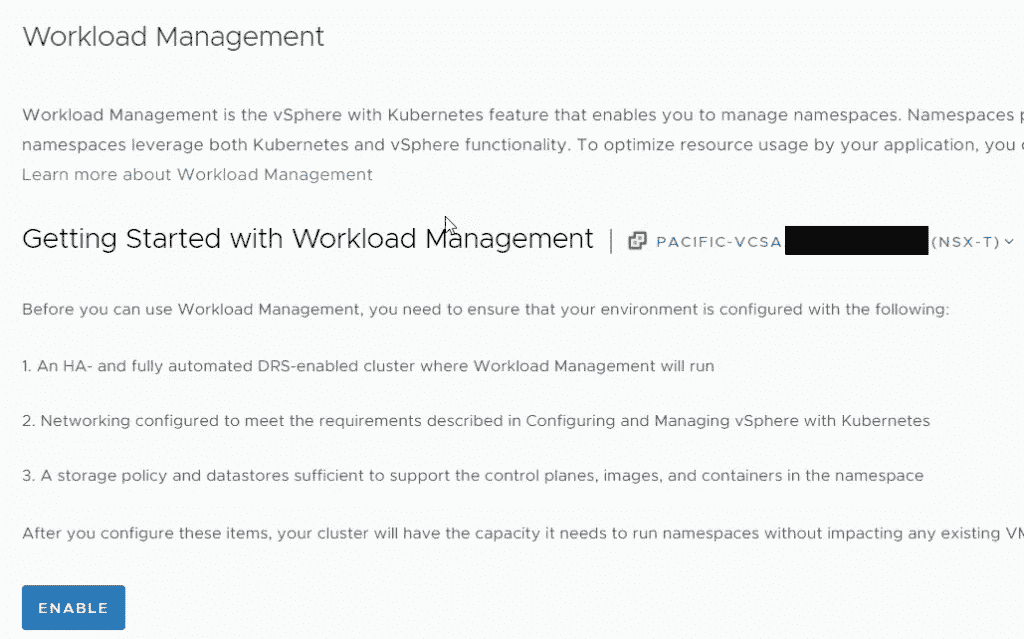 Workload Management
Workload Management is the vSphere with Kubernetes feature that enables you to manage namespaces. Namespaces
namespaces leverage both Kubernetes and vSphere functionality. To optimize resource usage by your application, you
Learn more about Workload Management
Getting Started with Workload Management | PACIFIC-VCSA. (NSX-T)
Before you can use Workload Management, you need to ensure that your environment is configured with the following:
1. An HA- and fully automated DRS-enabled cluster where Workload Management will run
2. Networking configured to meet the requirements described in Configuring and Managing vSphere with Kubernetes
3. A storage policy and datastores sufficient to support the control planes, images, and containers in the namespace
After you configure these items, your cluster will have the capacity it needs to run namespaces without impacting any existing
ENABLE